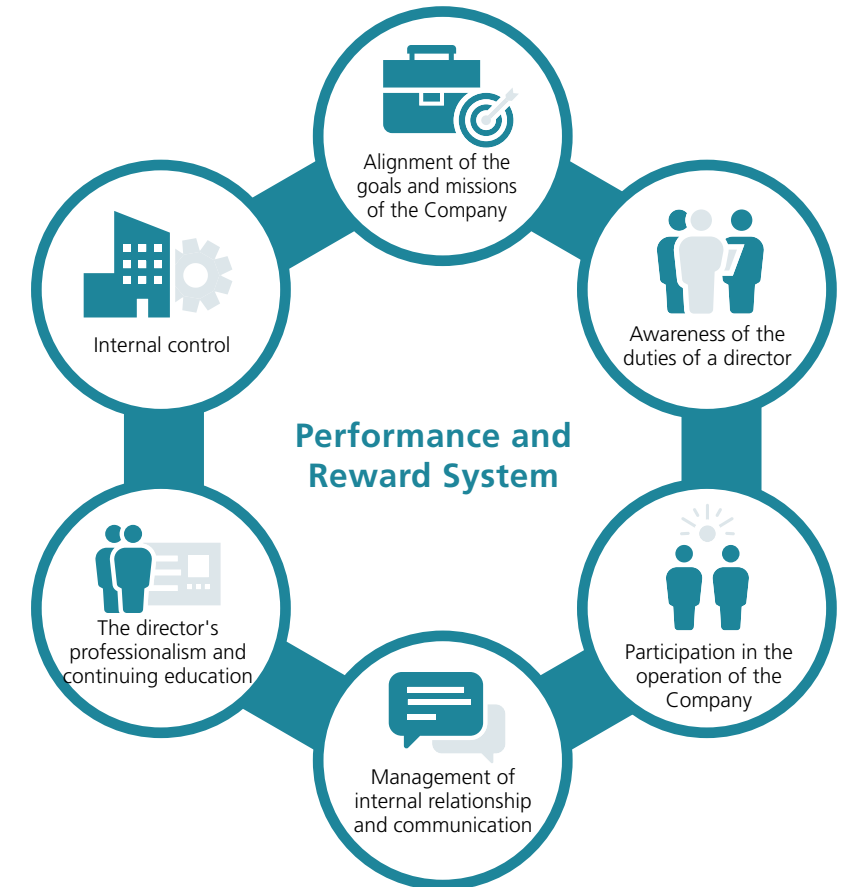 Alignment of the
goals and missions
of the Company
Awareness of the
duties of a director
Participation in the
operation of the
Company
Management of
internal relationship
and communication
The director's
professionalism and
continuing education
Internal control
Performance and
Reward System